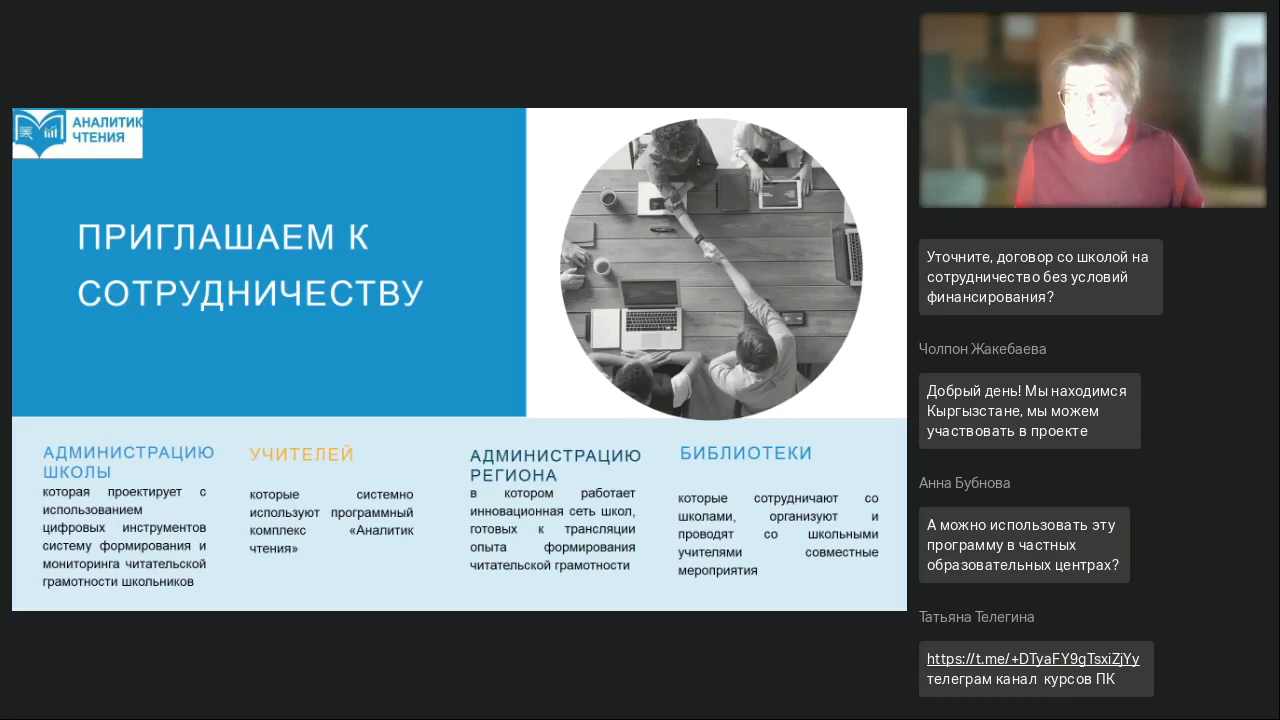 АНАЛИТИК
ЧТЕНИЯ
ПРИГЛАШАЕМ К
СОТРУДНИЧЕСТВУ
АДМИНИСТРАЦИЮ
ШКОЛЫ
которая проектирует с
использованием
цифровых инструментов
систему формирования и
мониторинга читательской
грамотности школьников
УЧИТЕЛЕЙ
которые системно
используют программный
комплекс «Аналитик
чтения»
АДМИНИСТРАЦИЮ
РЕГИОНА
в котором работает
инновационная сеть школ,
готовых к трансляции
опыта формирования
читательской грамотности
БИБЛИОТЕКИ
которые сотрудничают со
школами, организуют и
проводят со школьными
учителями совместные
мероприятия
Уточните, договор со школой на
сотрудничество без условий
финансирования?
Чолпон Жакебаева
Добрый день! Мы находимся
Кыргызстане, мы можем
участвовать в проекте
Анна Бубнова
А можно использовать эту
программу в частных
образовательных центрах?
Татьяна Телегина
https://t.me/+DTyaFY9gTsxiZjYy
телеграм канал курсов ПК